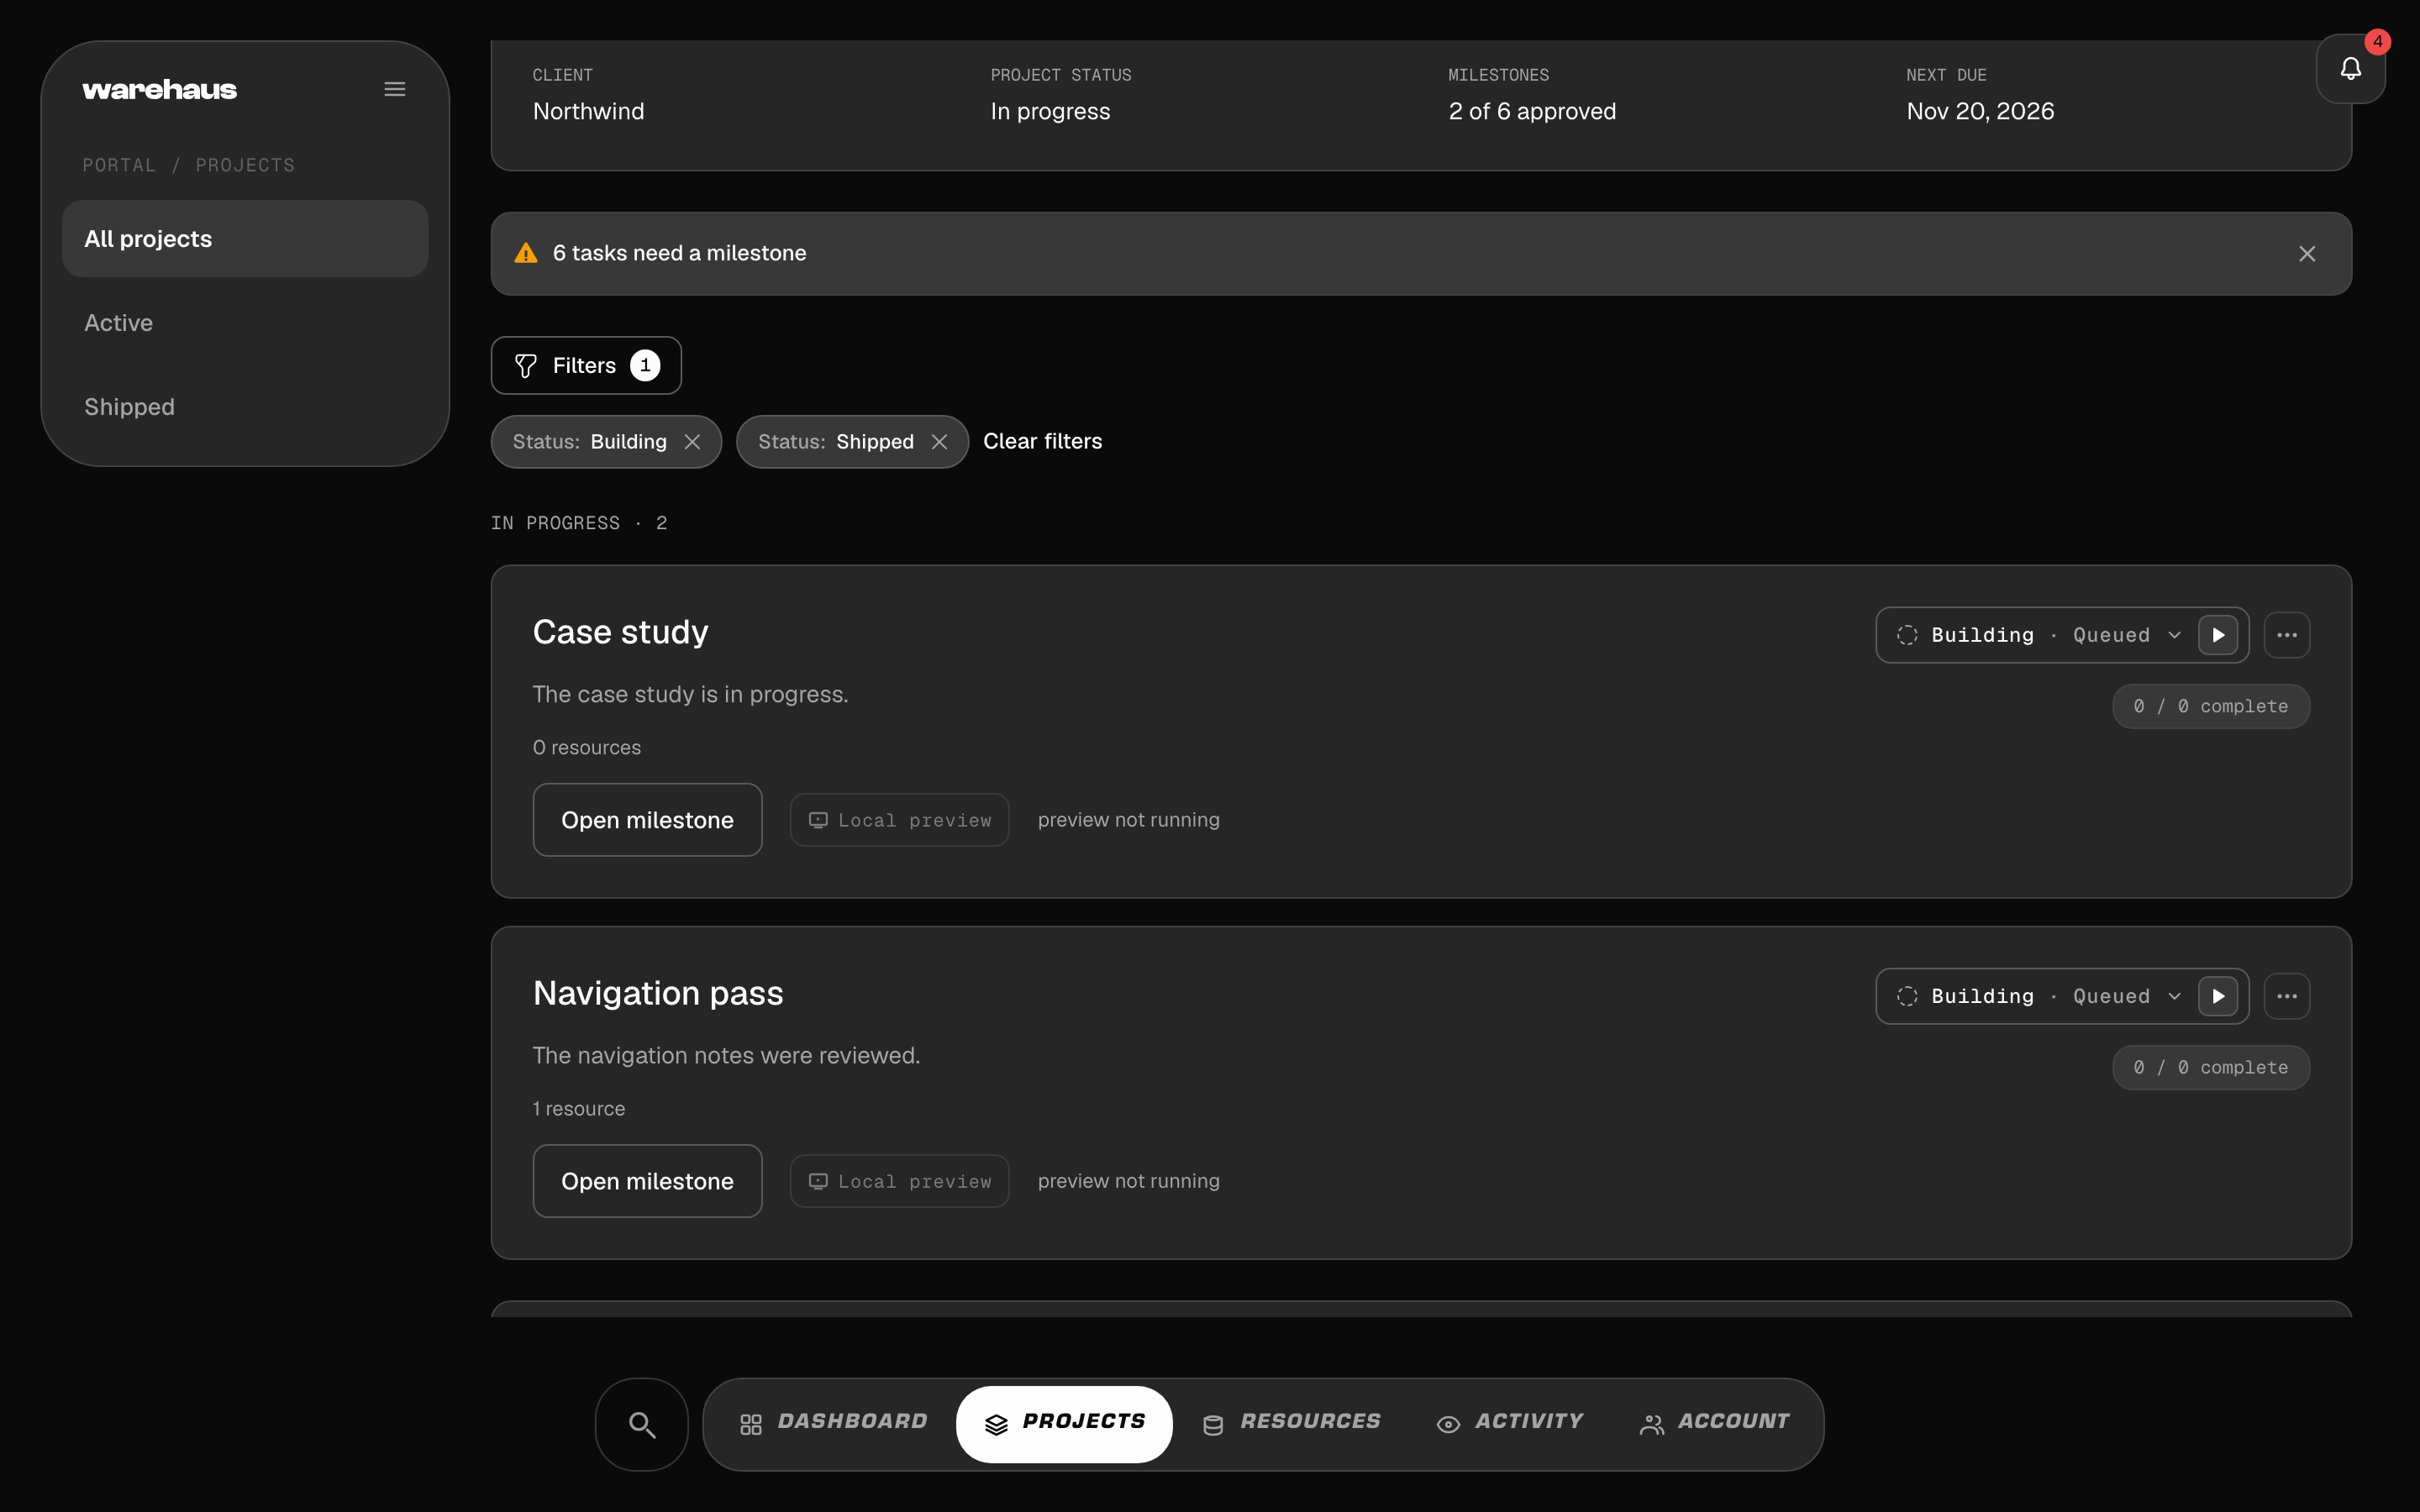 warehaus
PORTAL / PROJECTS
All projects
Active
Shipped
4
CLIENT
Northwind
PROJECT STATUS
In progress
MILESTONES
2 of 6 approved
NEXT DUE
Nov 20, 2026
6 tasks need a milestone
Filters 1
Status: Building
Status: Shipped
Clear filters
IN PROGRESS · 2
Case study
Building · Queued
The case study is in progress.
0 / 0 complete
0 resources
Open milestone
Local preview
preview not running
Navigation pass
Building · Queued
The navigation notes were reviewed.
0 / 0 complete
1 resource
Open milestone
Local preview
preview not running
DASHBOARD
PROJECTS
RESOURCES
ACTIVITY
ACCOUNT